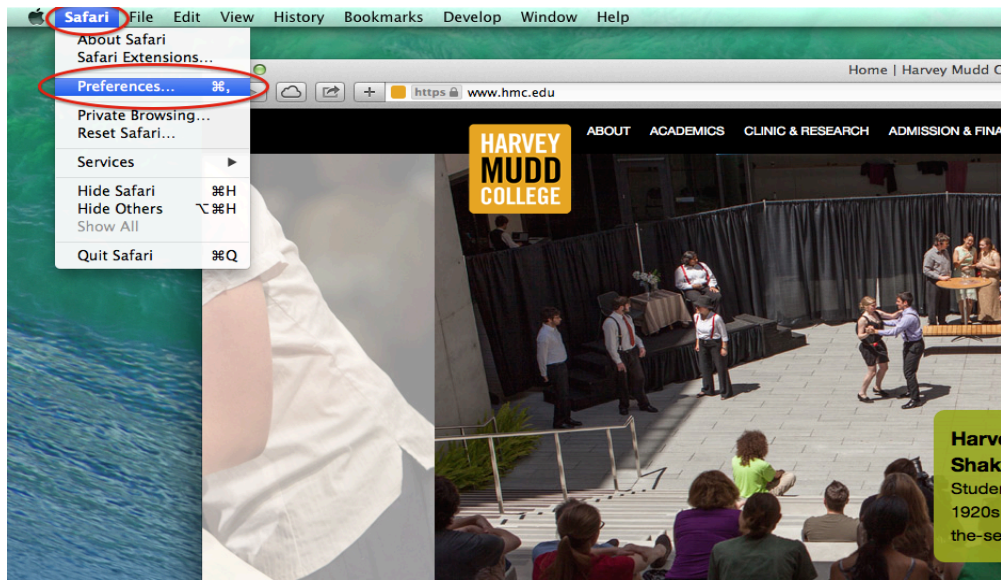 Safari File Edit View History Bookmarks Develop Window Help
About Safari
Safari Extensions...
Preferences... ⌘,
Private Browsing...
Reset Safari...
Services ▶
Hide Safari ⌘H
Hide Others ⌥⌘H
Show All
Quit Safari ⌘Q
Home | Harvey Mudd C
https www.hmc.edu
HARVEY
MUDD
COLLEGE
ABOUT ACADEMICS CLINIC & RESEARCH ADMISSION & FINA
Harve
Shak
Studen
1920s
the-se